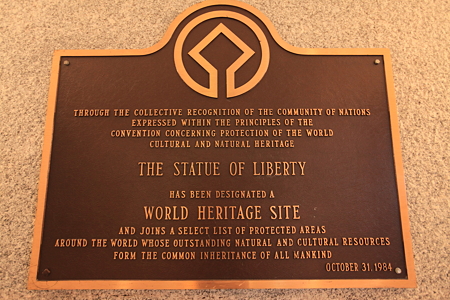 THROUGH THE COLLECTIVE RECOGNITION OF THE COMMUNITY OF NATIONS
EXPRESSED WITHIN THE PRINCIPLES OF THE
CONVENTION CONCERNING PROTECTION OF THE WORLD
CULTURAL AND NATURAL HERITAGE
THE STATUE OF LIBERTY
HAS BEEN DESIGNATED A
WORLD HERITAGE SITE
AND JOINS A SELECT LIST OF PROTECTED AREAS
AROUND THE WORLD WHOSE OUTSTANDING NATURAL AND CULTURAL RESOURCES
FORM THE COMMON INHERITANCE OF ALL MANKIND
OCTOBER 31, 1984